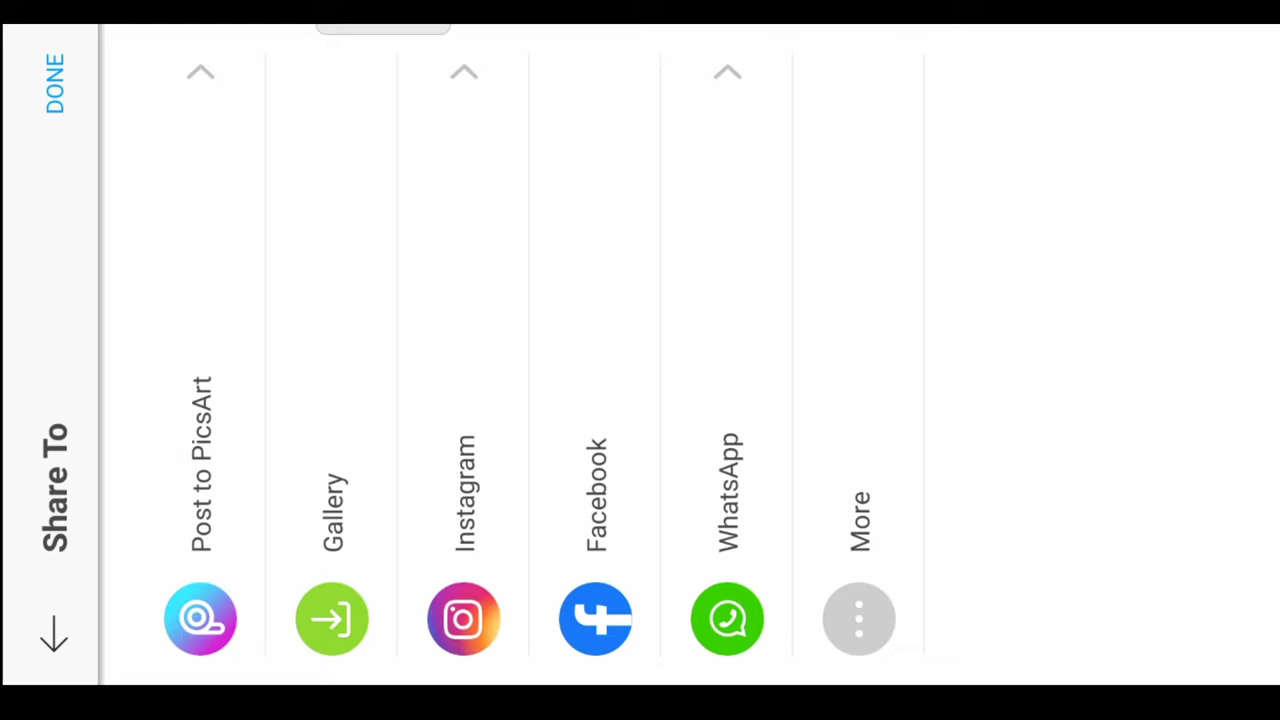 Share To
DONE
Post to PicsArt
Gallery
Instagram
Facebook
WhatsApp
More